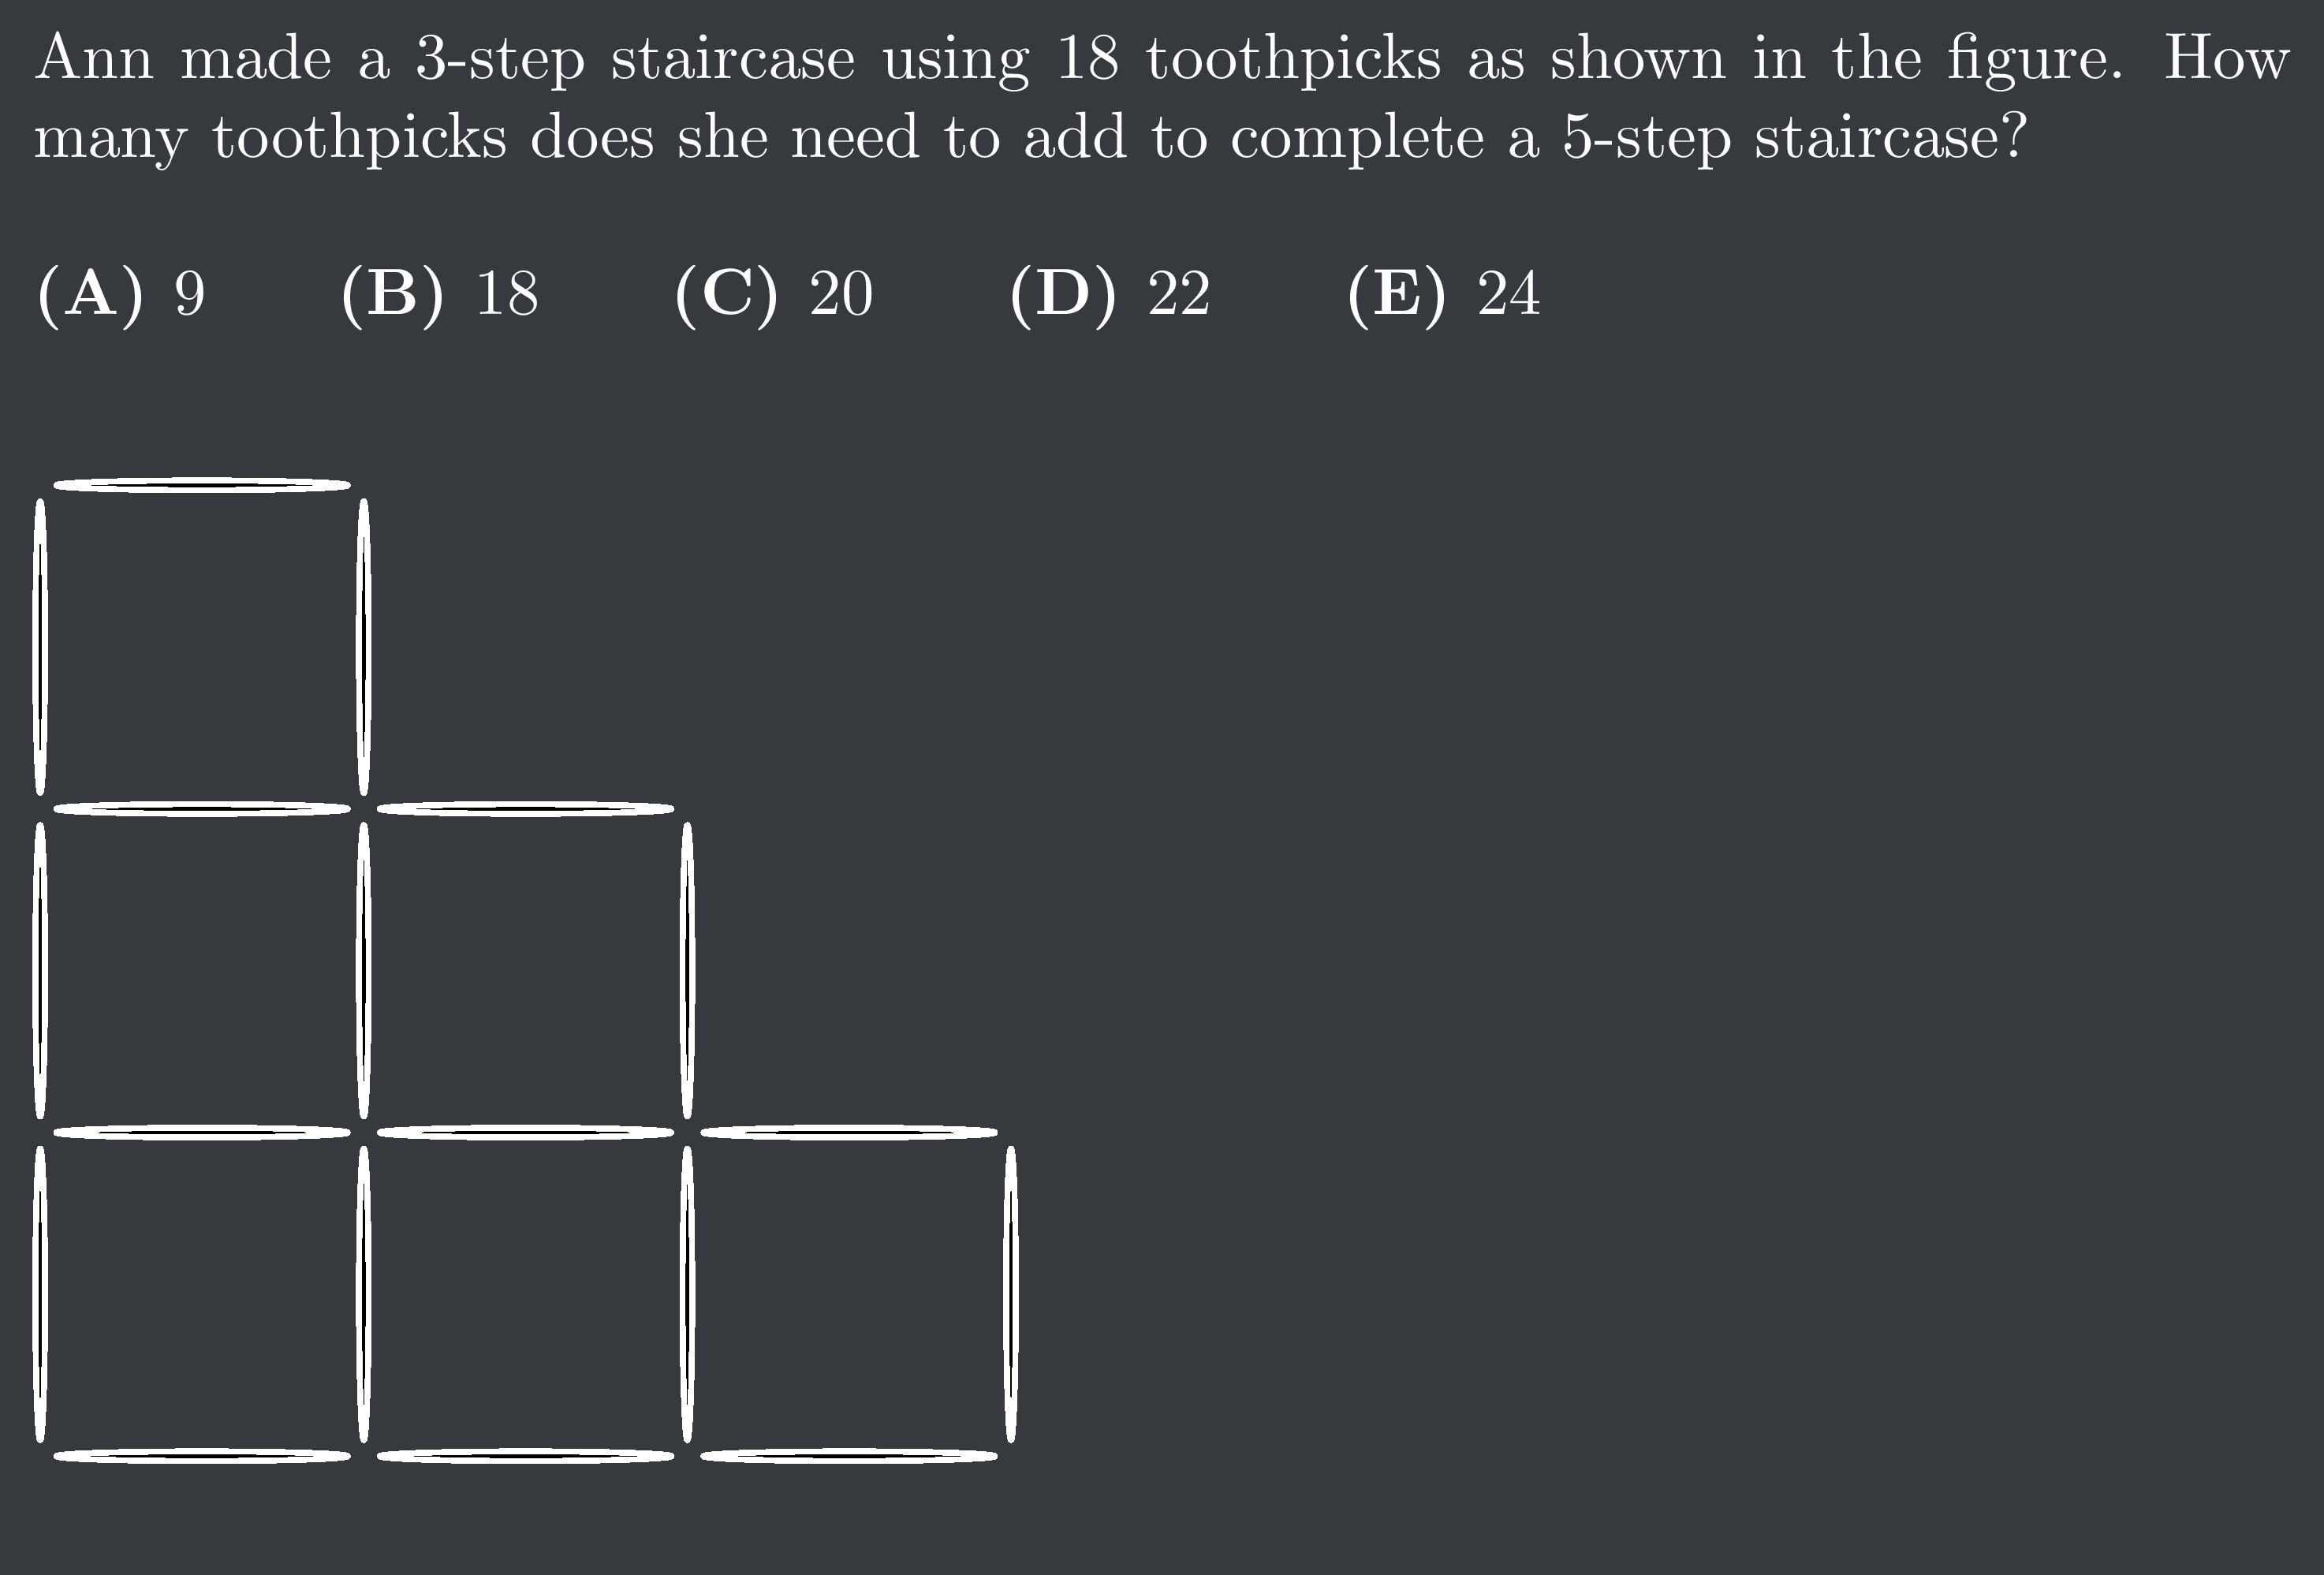 Ann made a 3-step staircase using 18 toothpicks as shown in the figure. How
many toothpicks does she need to add to complete a 5-step staircase?
(A) 9 (B) 18 (C) 20 (D) 22 (E) 24